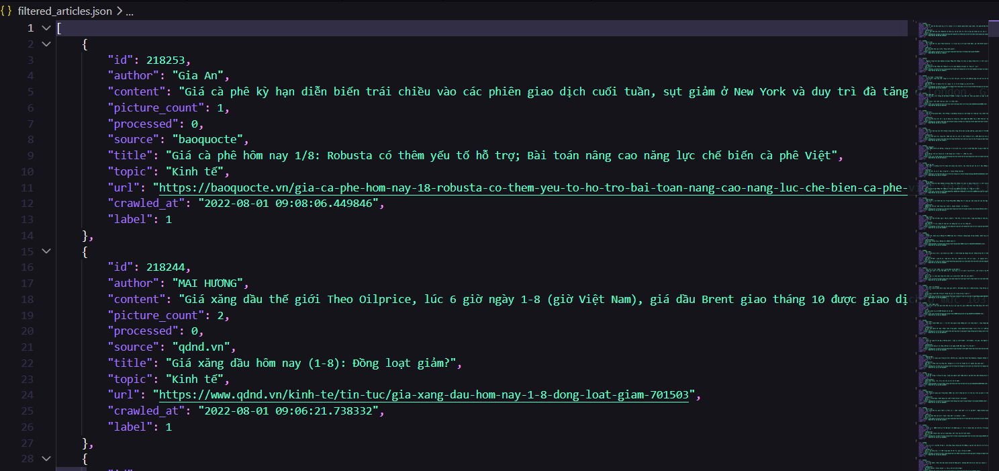 { } filtered_articles.json > ...
1 [
2 {
3 "id": 218253,
4 "author": "Gia An",
5 "content": "Giá cà phê kỳ hạn diễn biến trái chiều vào các phiên giao dịch cuối tuần, sụt giảm ở New York và duy trì đà tăng
6 "picture_count": 1,
7 "processed": 0,
8 "source": "baoquocte",
9 "title": "Giá cà phê hôm nay 1/8: Robusta có thêm yếu tố hỗ trợ; Bài toán nâng cao năng lực chế biến cà phê Việt",
10 "topic": "Kinh tế",
11 "url": "https://baoquocte.vn/gia-ca-phe-hom-nay-18-robusta-co-them-yeu-to-ho-tro-bai-toan-nang-cao-nang-luc-che-bien-ca-phe-
12 "crawled_at": "2022-08-01 09:08:06.449846",
13 "label": 1
14 },
15 {
16 "id": 218244,
17 "author": "MAI HƯƠNG",
18 "content": "Giá xăng dầu thế giới Theo Oilprice, lúc 6 giờ ngày 1-8 (giờ Việt Nam), giá dầu Brent giao tháng 10 được giao dị
19 "picture_count": 2,
20 "processed": 0,
21 "source": "qdnd.vn",
22 "title": "Giá xăng dầu hôm nay (1-8): Đồng loạt giảm?",
23 "topic": "Kinh tế",
24 "url": "https://www.qdnd.vn/kinh-te/tin-tuc/gia-xang-dau-hom-nay-1-8-dong-loat-giam-701503",
25 "crawled_at": "2022-08-01 09:06:21.738332",
26 "label": 1
27 },
28 {